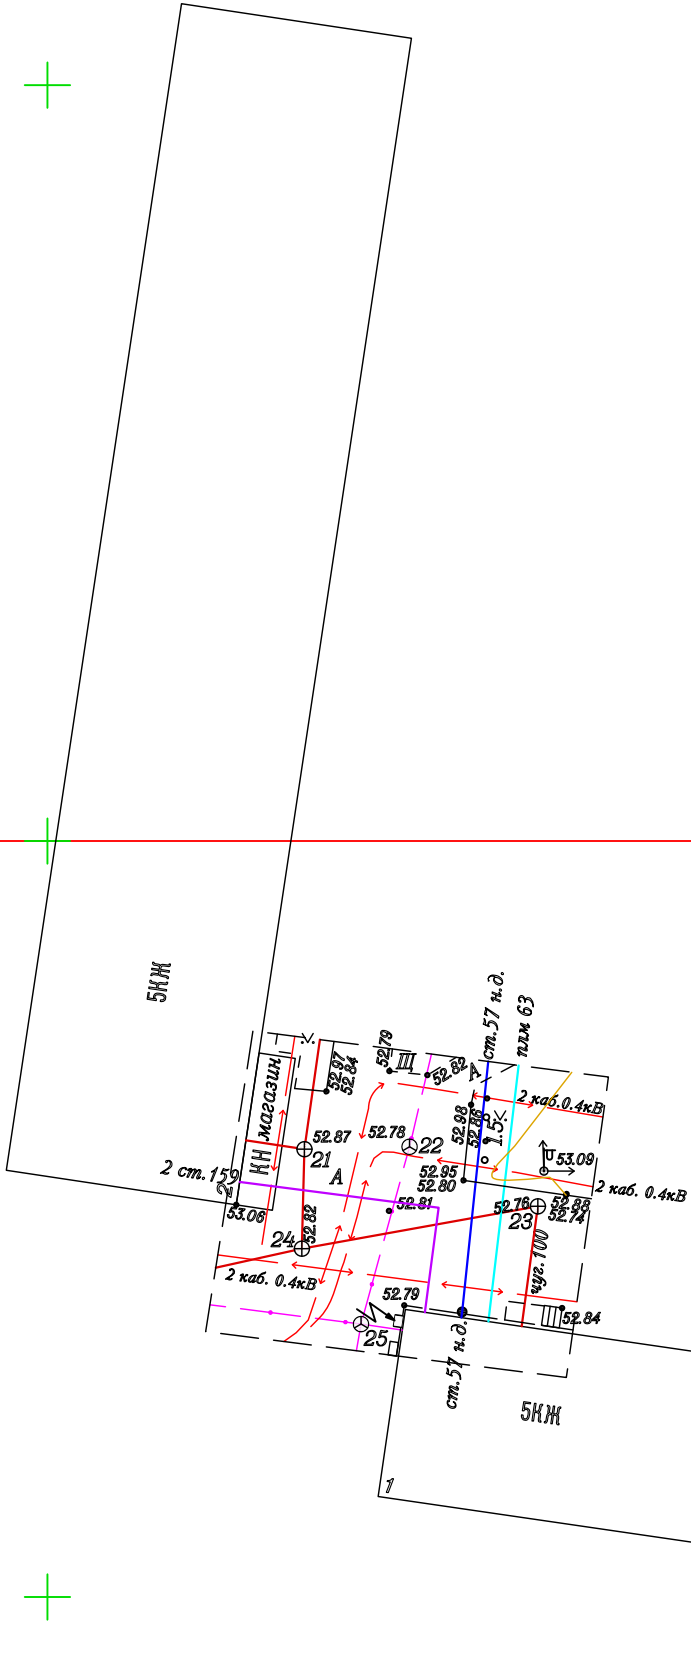 5КЖ
ст.57 н.д.
плм 63
52.79
Щ
52.82
А
52.97
52.84
КН магазин
2 каб.0.4кВ
52.98
52.86
1.5
52.87
52.78
22
21
53.09
2 ст.159
А
52.95
52.80
2 каб. 0.4кВ
2
53.06
52.82
52.81
52.76
52.88
52.74
23
24
чуг.100
2 каб. 0.4кВ
52.79
52.84
И
25
ст.57 н.д.
5КЖ
1